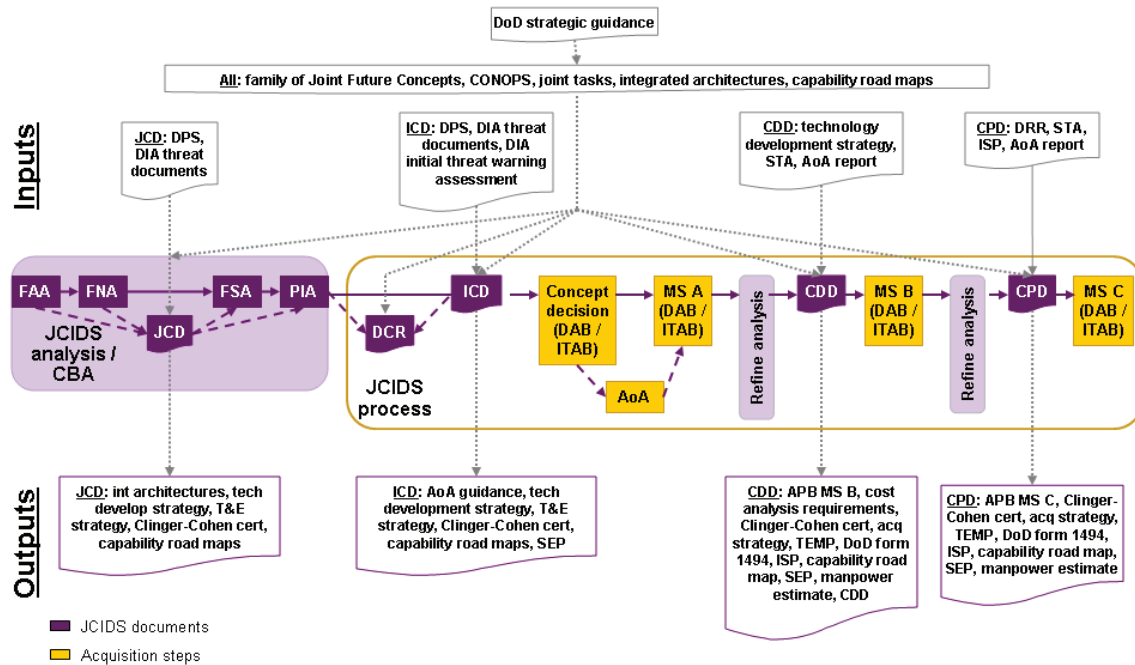 DoD strategic guidance
All: family of Joint Future Concepts, CONOPS, joint tasks, integrated architectures, capability road maps
Inputs
JCD: DPS,
DIA threat
documents
ICD: DPS, DIA threat
documents, DIA
initial threat warning
assessment
CDD: technology
development strategy,
STA, AoA report
CPD: DRR, STA,
ISP, AoA report
FAA
FNA
FSA
PIA
JCD
JCIDS
analysis /
CBA
DCR
ICD
JCIDS
process
Concept
decision
(DAB /
ITAB)
AoA
MS A
(DAB /
ITAB)
Refine analysis
CDD
MS B
(DAB /
ITAB)
Refine analysis
CPD
MS C
(DAB /
ITAB)
Outputs
JCD: int architectures, tech
develop strategy, T&E
strategy, Clinger-Cohen cert,
capability road maps
ICD: AoA guidance, tech
development strategy, T&E
strategy, Clinger-Cohen cert,
capability road maps, SEP
CDD: APB MS B, cost
analysis requirements,
Clinger-Cohen cert, acq
strategy, TEMP, DoD form
1494, ISP, capability road
map, SEP, manpower
estimate, CDD
CPD: APB MS C, Clinger-
Cohen cert, acq strategy,
TEMP, DoD form 1494,
ISP, capability road map,
SEP, manpower estimate
JCIDS documents
Acquisition steps